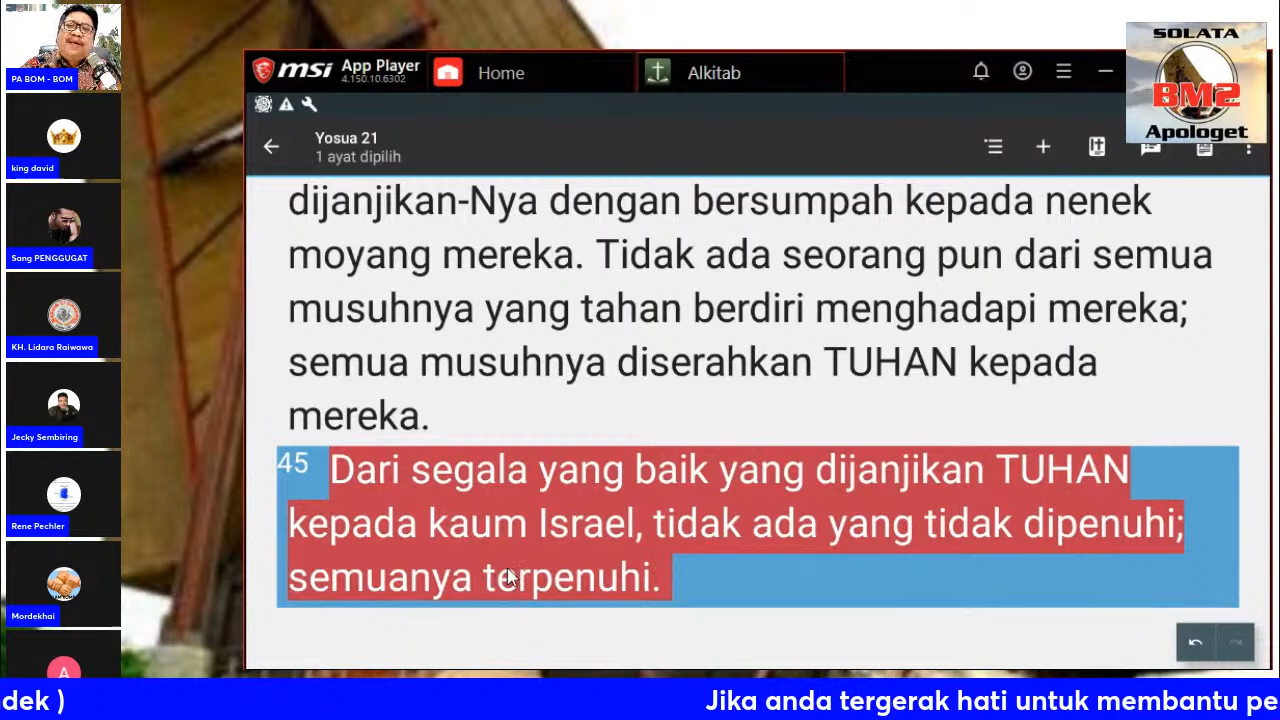 PA BOM - BOM
king david
Sang PENGGUGAT
KH. Lidara Raiwawa
Jecky Sembiring
Rene Pechler
Mordekhai
A
msi App Player
4.150.10.6302
Home
Alkitab
SOLATA
BM2
Apologet
Yosua 21
1 ayat dipilih
dijanjikan-Nya dengan bersumpah kepada nenek
moyang mereka. Tidak ada seorang pun dari semua
musuhnya yang tahan berdiri menghadapi mereka;
semua musuhnya diserahkan TUHAN kepada
mereka.
45 Dari segala yang baik yang dijanjikan TUHAN
kepada kaum Israel, tidak ada yang tidak dipenuhi;
semuanya terpenuhi.
ndek ) Jika anda tergerak hati untuk membantu pe